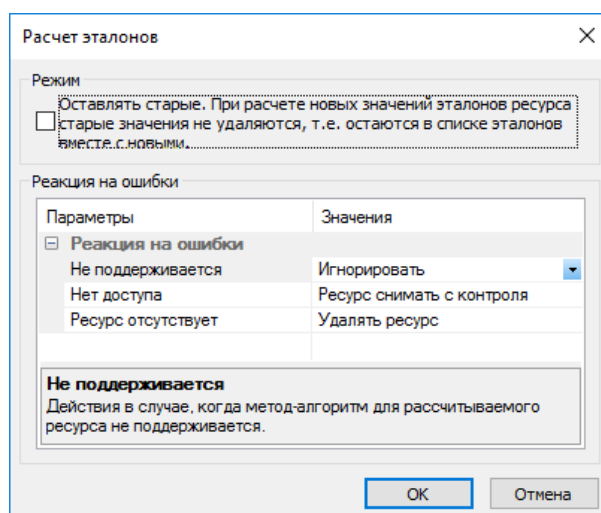 Расчет эталонов
Режим
Оставлять старые. При расчете новых значений эталонов ресурса
старые значения не удаляются, т.е. остаются в списке эталонов
вместе с новыми.
Реакция на ошибки
Параметры Значения
Реакция на ошибки
Не поддерживается Игнорировать
Нет доступа Ресурс снимать с контроля
Ресурс отсутствует Удалять ресурс
Не поддерживается
Действия в случае, когда метод-алгоритм для рассчитываемого
ресурса не поддерживается.
ОК Отмена